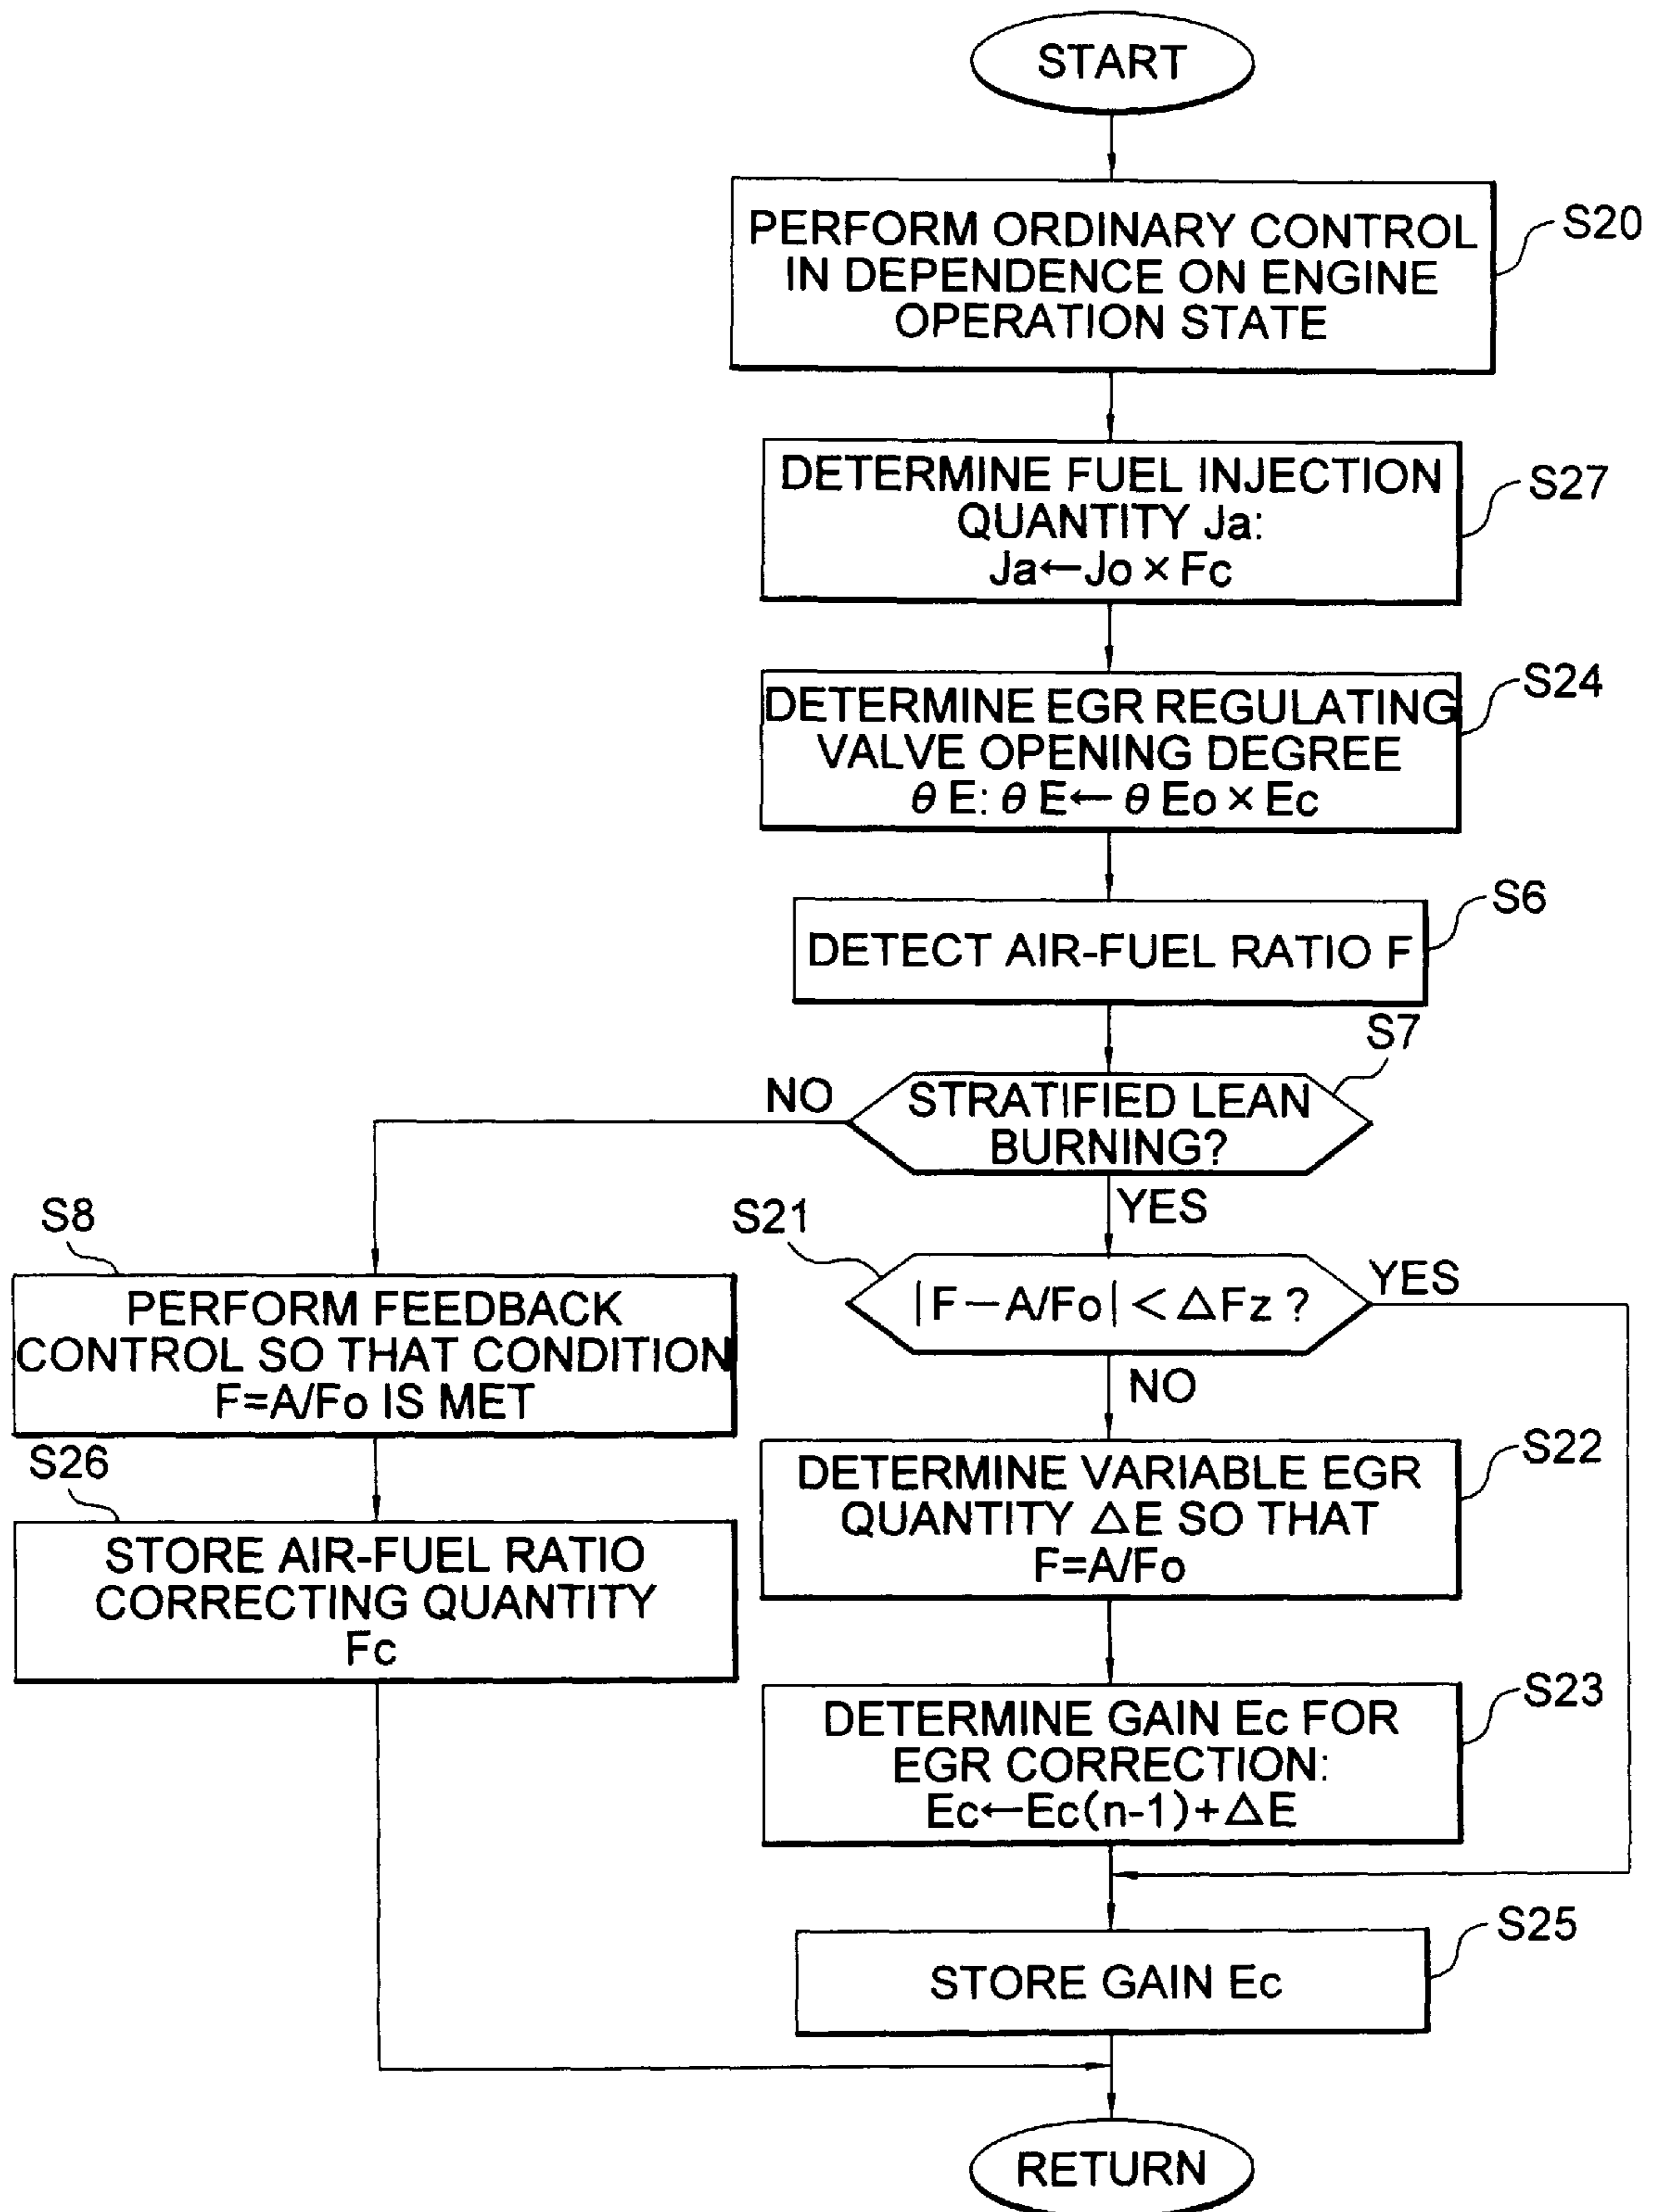 START
PERFORM ORDINARY CONTROL
IN DEPENDENCE ON ENGINE
OPERATION STATE
S20
DETERMINE FUEL INJECTION
QUANTITY Ja:
Ja←Jo×Fc
S27
DETERMINE EGR REGULATING
VALVE OPENING DEGREE
θE: θE←θEo×Ec
S24
DETECT AIR-FUEL RATIO F
S6
S7
NO
STRATIFIED LEAN
BURNING?
YES
S8
PERFORM FEEDBACK
CONTROL SO THAT CONDITION
F=A/Fo IS MET
S26
STORE AIR-FUEL RATIO
CORRECTING QUANTITY
Fc
S21
|F－A/Fo|<△Fz?
YES
NO
S22
DETERMINE VARIABLE EGR
QUANTITY △E SO THAT
F=A/Fo
S23
DETERMINE GAIN Ec FOR
EGR CORRECTION:
Ec←Ec(n-1)+△E
S25
STORE GAIN Ec
RETURN